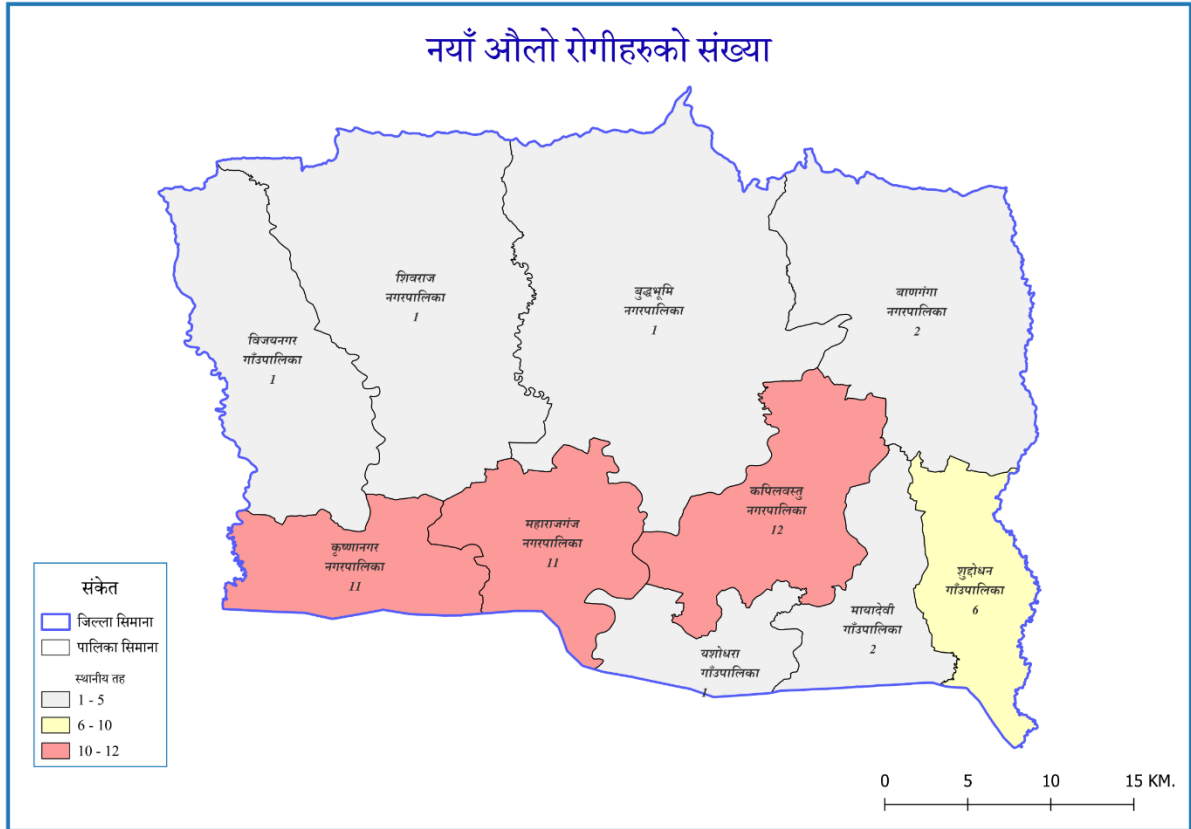 नयाँ औलो रोगीहरुको संख्या
शिवराज
नगरपालिका
1
बुद्धभूमि
नगरपालिका
1
बाणगंगा
नगरपालिका
2
विजयनगर
गाँउपालिका
1
कपिलवस्तु
नगरपालिका
12
महाराजगंज
नगरपालिका
11
कृष्णानगर
नगरपालिका
11
शुद्दोधन
गाँउपालिका
6
मायादेवी
गाँउपालिका
2
यशोधरा
गाँउपालिका
1
संकेत
जिल्ला सिमाना
पालिका सिमाना
स्थानीय तह
1 - 5
6 - 10
10 - 12
0 5 10 15 KM.